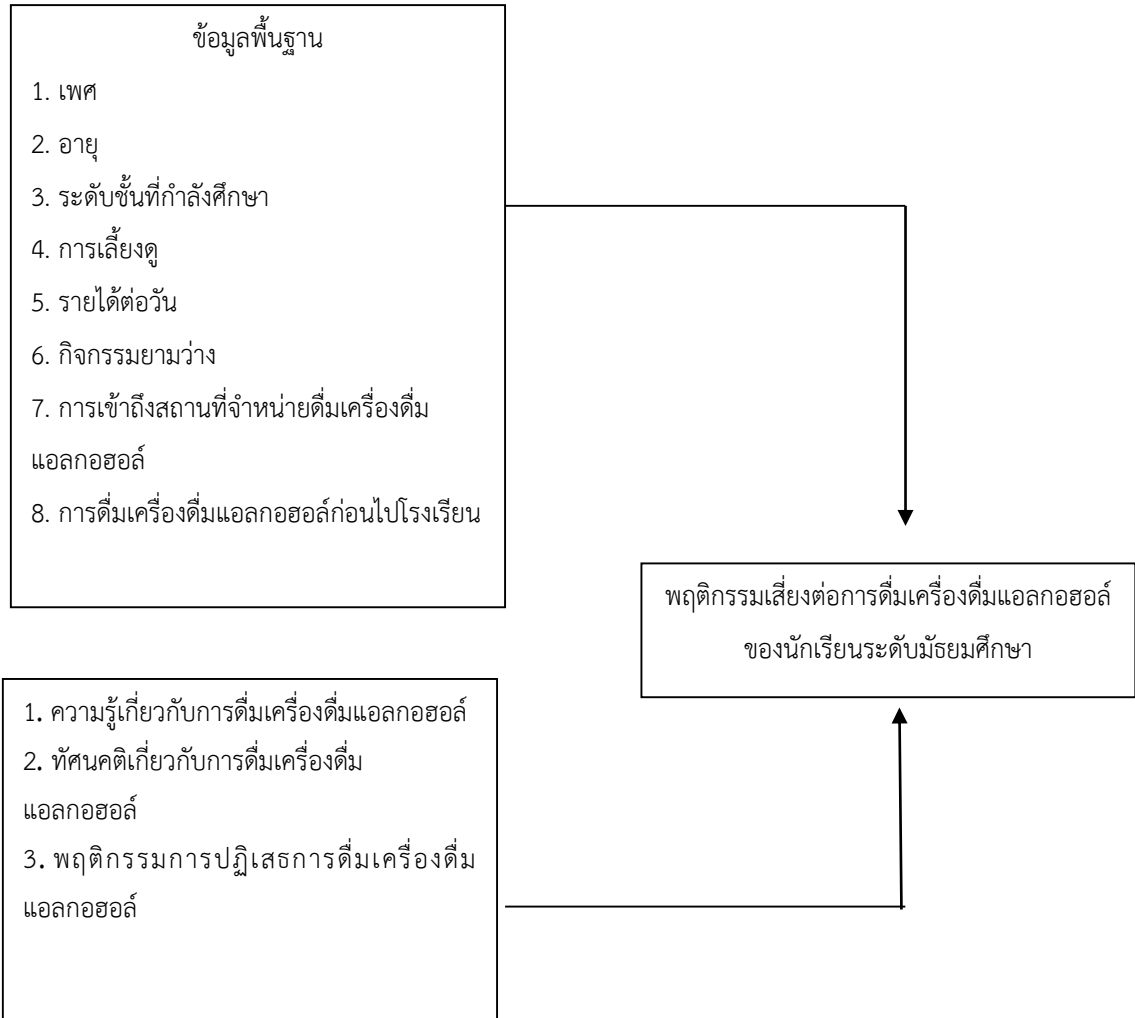 ข้อมูลพื้นฐาน
1. เพศ
2. อายุ
3. ระดับชั้นที่กำลังศึกษา
4. การเลี้ยงดู
5. รายได้ต่อวัน
6. กิจกรรมยามว่าง
7. การเข้าถึงสถานที่จำหน่ายดื่มเครื่องดื่ม
แอลกอฮอล์
8. การดื่มเครื่องดื่มแอลกอฮอล์ก่อนไปโรงเรียน
พฤติกรรมเสี่ยงต่อการดื่มเครื่องดื่มแอลกอฮอล์
ของนักเรียนระดับมัธยมศึกษา
1. ความรู้เกี่ยวกับการดื่มเครื่องดื่มแอลกอฮอล์
2. ทัศนคติเกี่ยวกับการดื่มเครื่องดื่ม
แอลกอฮอล์
3. พฤติกรรมการปฏิเสธการดื่มเครื่องดื่ม
แอลกอฮอล์